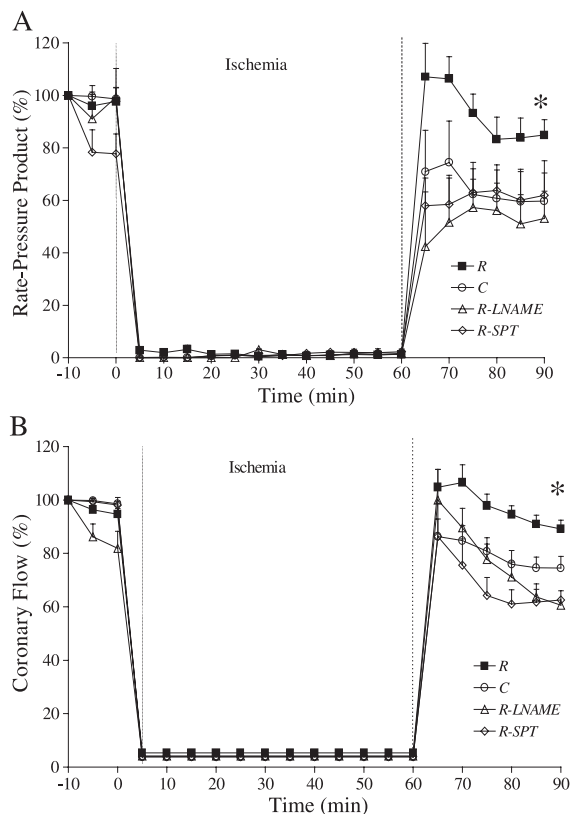 A
120
100
80
60
40
20
0
Rate-Pressure Product (%)
Ischemia
*
R
C
R-LNAME
R-SPT
-10 0 10 20 30 40 50 60 70 80 90
Time (min)
B
120
100
80
60
40
20
0
Coronary Flow (%)
Ischemia
*
R
C
R-LNAME
R-SPT
-10 0 10 20 30 40 50 60 70 80 90
Time (min)